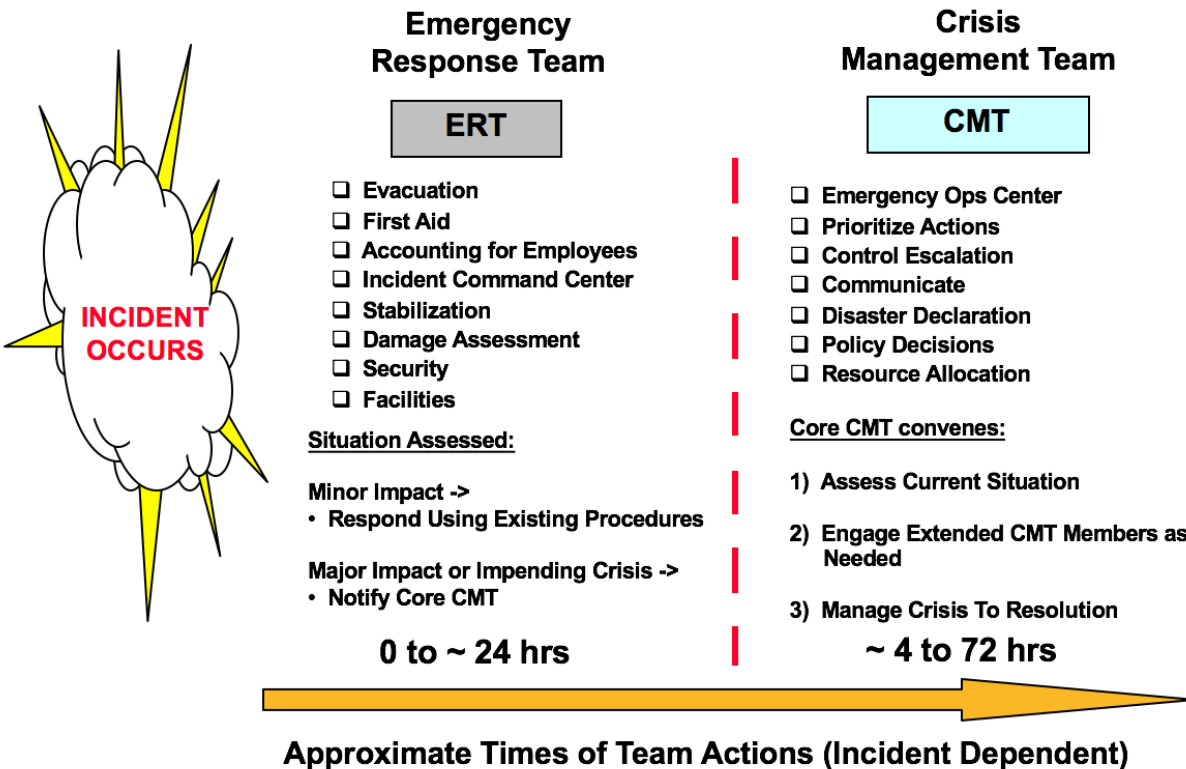 INCIDENT
OCCURS
Emergency
Response Team
ERT
❑ Evacuation
❑ First Aid
❑ Accounting for Employees
❑ Incident Command Center
❑ Stabilization
❑ Damage Assessment
❑ Security
❑ Facilities
Situation Assessed:
Minor Impact ->
• Respond Using Existing Procedures
Major Impact or Impending Crisis ->
• Notify Core CMT
0 to ~ 24 hrs
Crisis
Management Team
CMT
❑ Emergency Ops Center
❑ Prioritize Actions
❑ Control Escalation
❑ Communicate
❑ Disaster Declaration
❑ Policy Decisions
❑ Resource Allocation
Core CMT convenes:
1) Assess Current Situation
2) Engage Extended CMT Members as
Needed
3) Manage Crisis To Resolution
~ 4 to 72 hrs
Approximate Times of Team Actions (Incident Dependent)